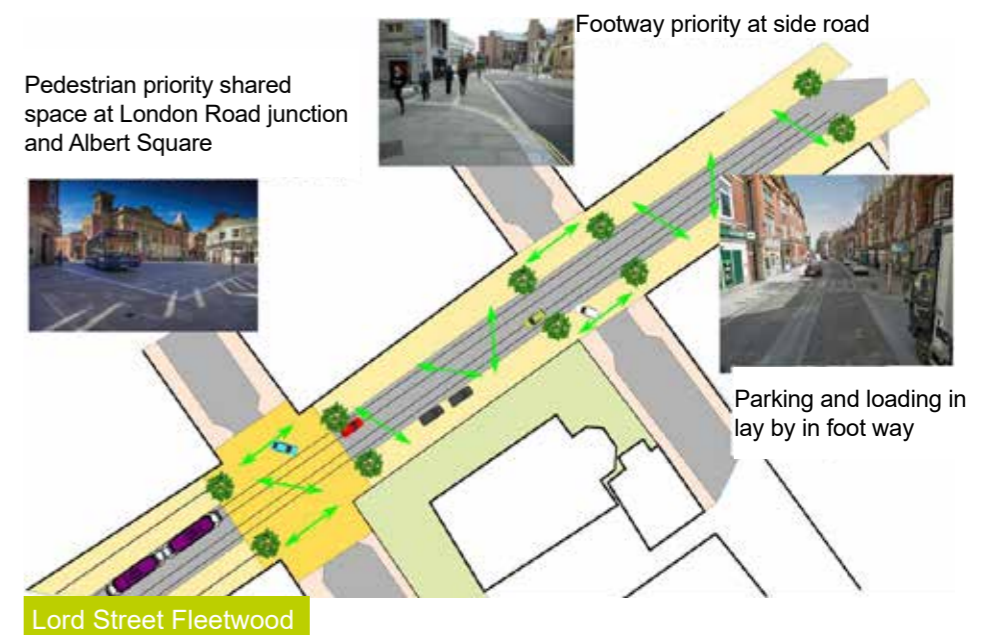 Footway priority at side road
Pedestrian priority shared
space at London Road junction
and Albert Square
Parking and loading in
lay by in foot way
Lord Street Fleetwood